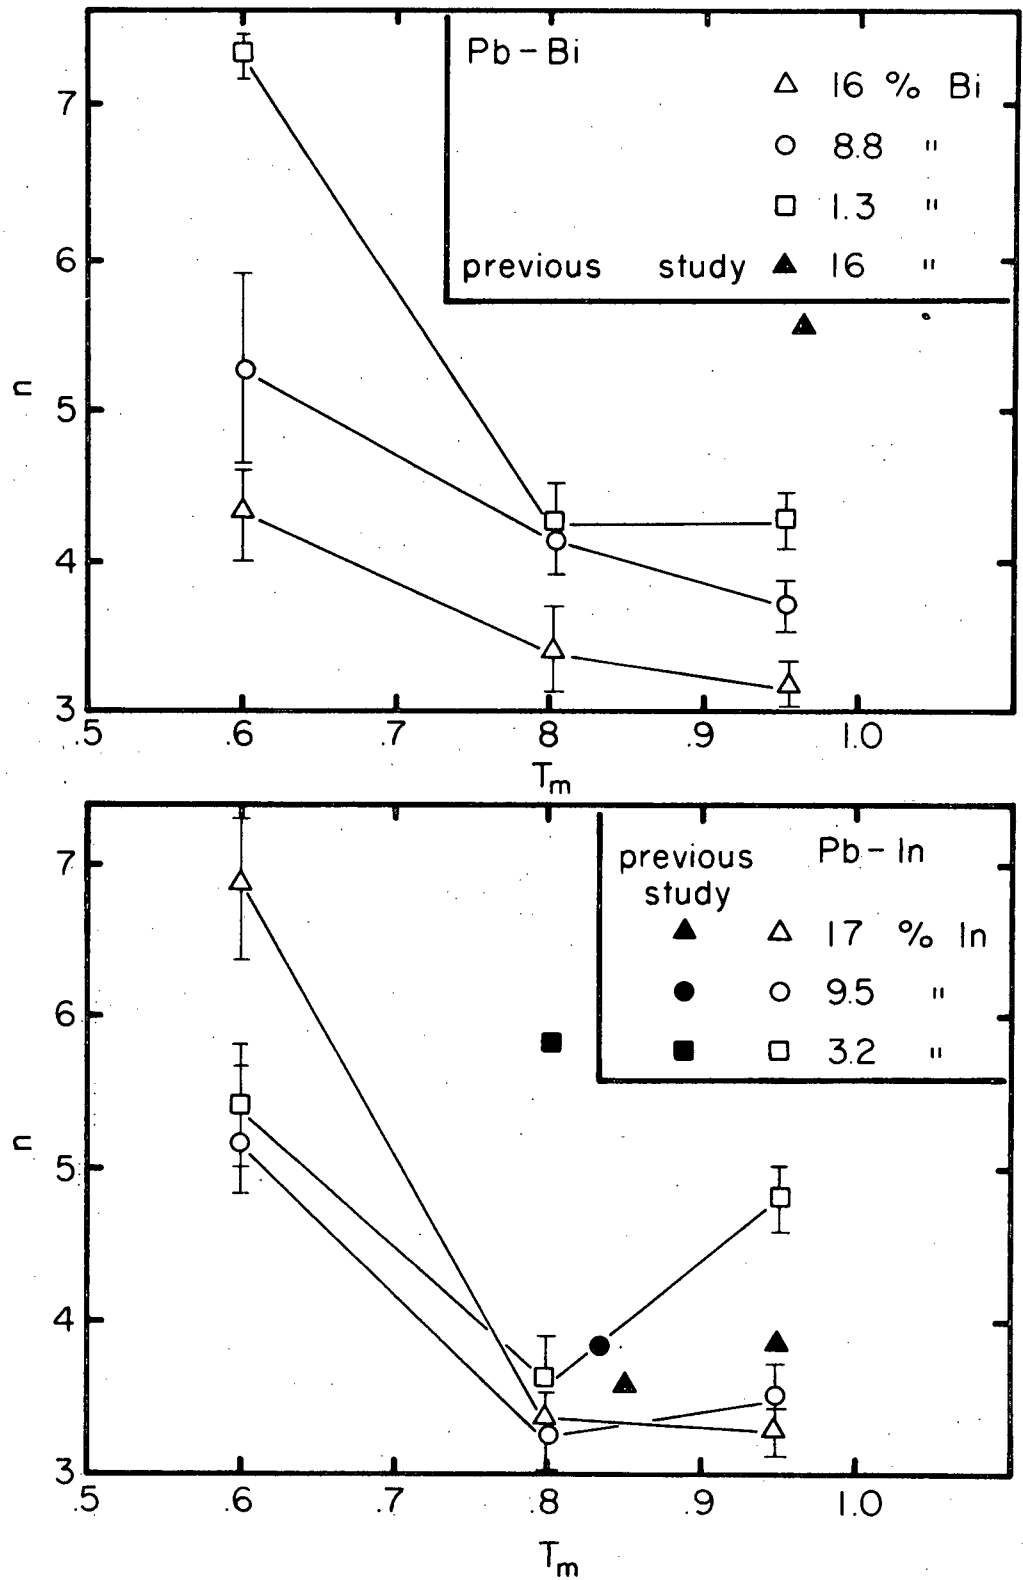 Pb-Bi
△ 16 % Bi
○ 8.8 "
□ 1.3 "
previous study ▲ 16 "
7
6
n
5
4
3
.5 .6 .7 .8 .9 1.0
Tm
previous study
Pb-In
▲ △ 17 % In
● ○ 9.5 "
■ □ 3.2 "
7
6
n
5
4
3
.5 .6 .7 .8 .9 1.0
Tm